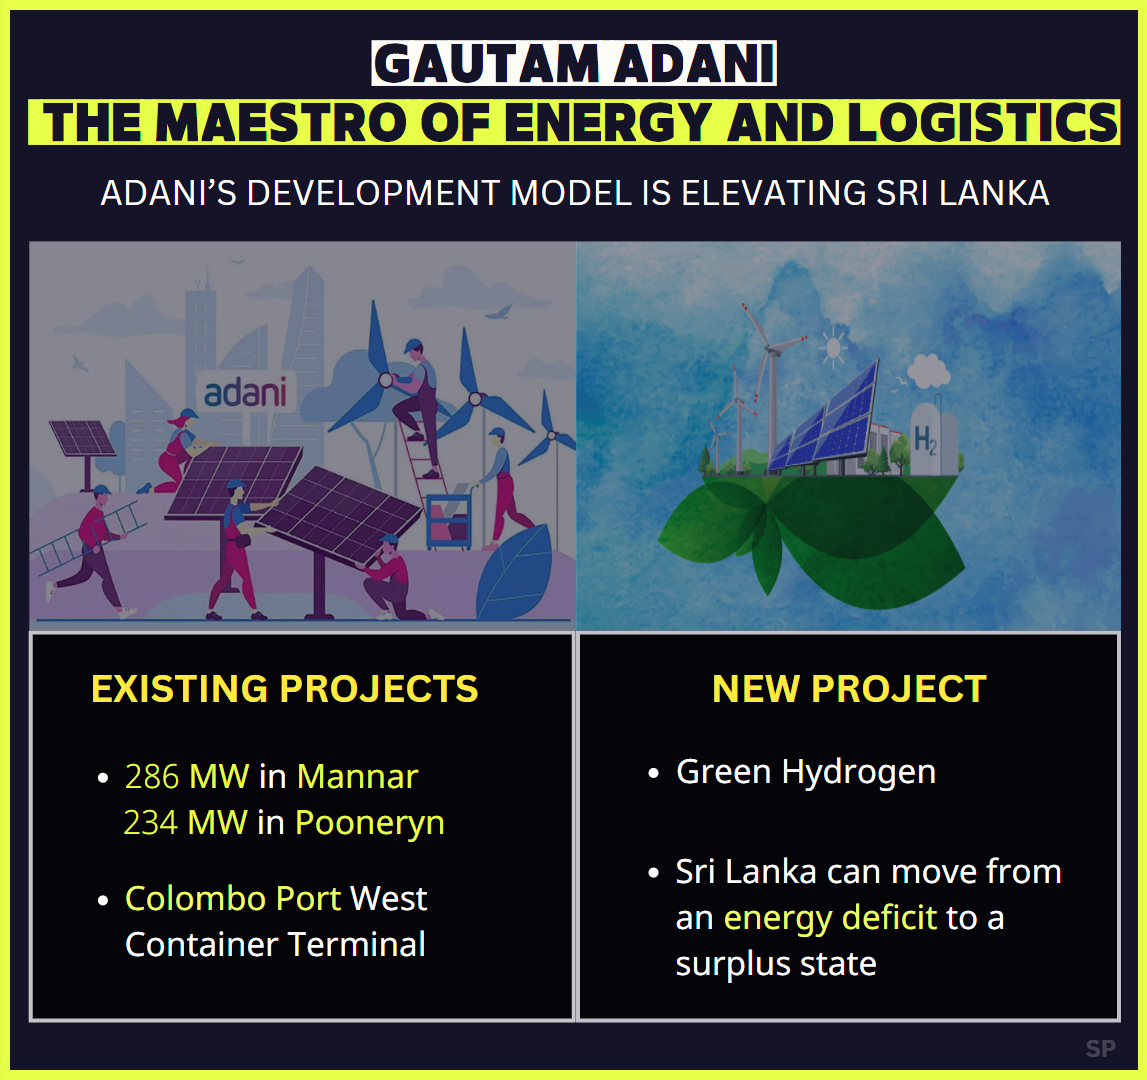 GAUTAM ADANI
THE MAESTRO OF ENERGY AND LOGISTICS
ADANI’S DEVELOPMENT MODEL IS ELEVATING SRI LANKA
adani
H2
EXISTING PROJECTS
• 286 MW in Mannar
234 MW in Pooneryn
• Colombo Port West
Container Terminal
NEW PROJECT
• Green Hydrogen
• Sri Lanka can move from
an energy deficit to a
surplus state
SP